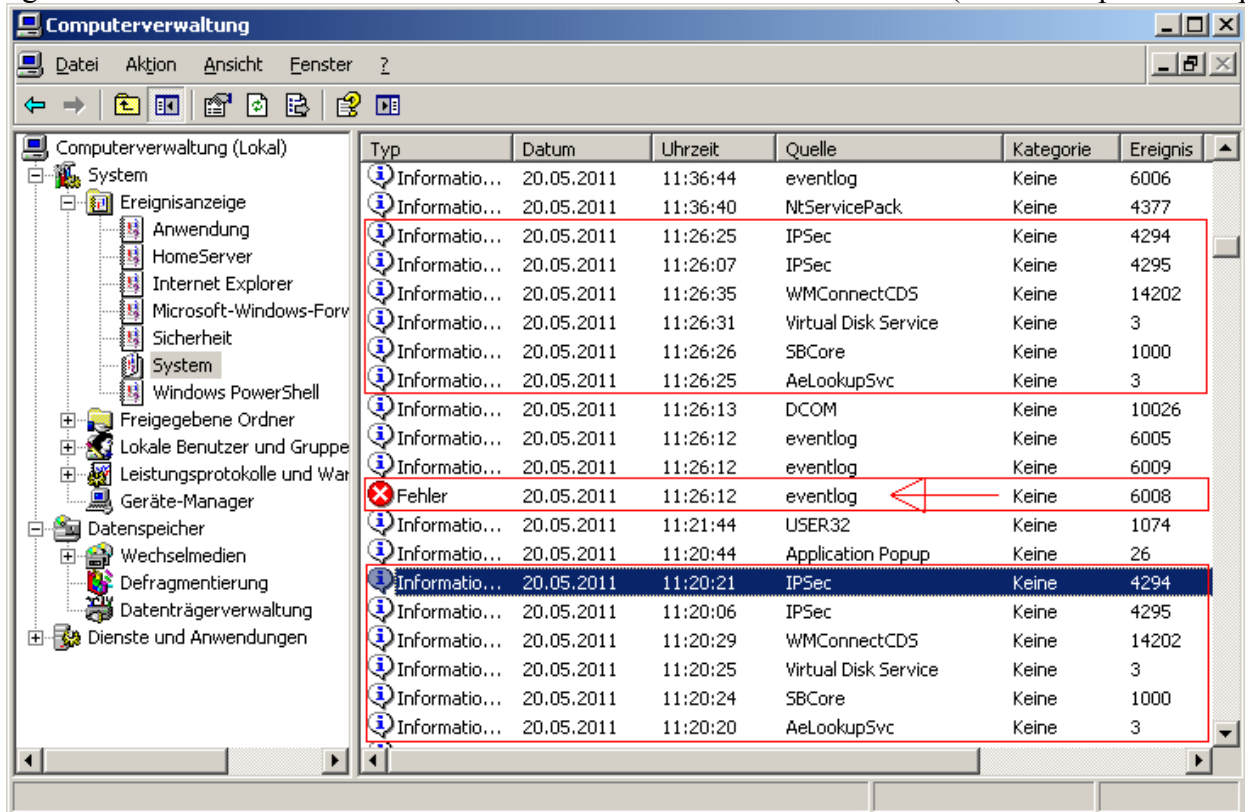 Computerverwaltung
Datei Aktion Ansicht Fenster ?
Computerverwaltung (Lokal)
System
Ereignisanzeige
Anwendung
HomeServer
Internet Explorer
Microsoft-Windows-Forw
Sicherheit
System
Windows PowerShell
Freigegebene Ordner
Lokale Benutzer und Gruppe
Leistungsprotokolle und War
Geräte-Manager
Datenspeicher
Wechselmedien
Defragmentierung
Datenträgerverwaltung
Dienste und Anwendungen
Typ Datum Uhrzeit Quelle Kategorie Ereignis
Informatio... 20.05.2011 11:36:44 eventlog Keine 6006
Informatio... 20.05.2011 11:36:40 NtServicePack Keine 4377
Informatio... 20.05.2011 11:26:25 IPSec Keine 4294
Informatio... 20.05.2011 11:26:07 IPSec Keine 4295
Informatio... 20.05.2011 11:26:35 WMConnectCDS Keine 14202
Informatio... 20.05.2011 11:26:31 Virtual Disk Service Keine 3
Informatio... 20.05.2011 11:26:26 SBCore Keine 1000
Informatio... 20.05.2011 11:26:25 AeLookupSvc Keine 3
Informatio... 20.05.2011 11:26:13 DCOM Keine 10026
Informatio... 20.05.2011 11:26:12 eventlog Keine 6005
Informatio... 20.05.2011 11:26:12 eventlog Keine 6009
Fehler 20.05.2011 11:26:12 eventlog Keine 6008
Informatio... 20.05.2011 11:21:44 USER32 Keine 1074
Informatio... 20.05.2011 11:20:44 Application Popup Keine 26
Informatio... 20.05.2011 11:20:21 IPSec Keine 4294
Informatio... 20.05.2011 11:20:06 IPSec Keine 4295
Informatio... 20.05.2011 11:20:29 WMConnectCDS Keine 14202
Informatio... 20.05.2011 11:20:25 Virtual Disk Service Keine 3
Informatio... 20.05.2011 11:20:24 SBCore Keine 1000
Informatio... 20.05.2011 11:20:20 AeLookupSvc Keine 3